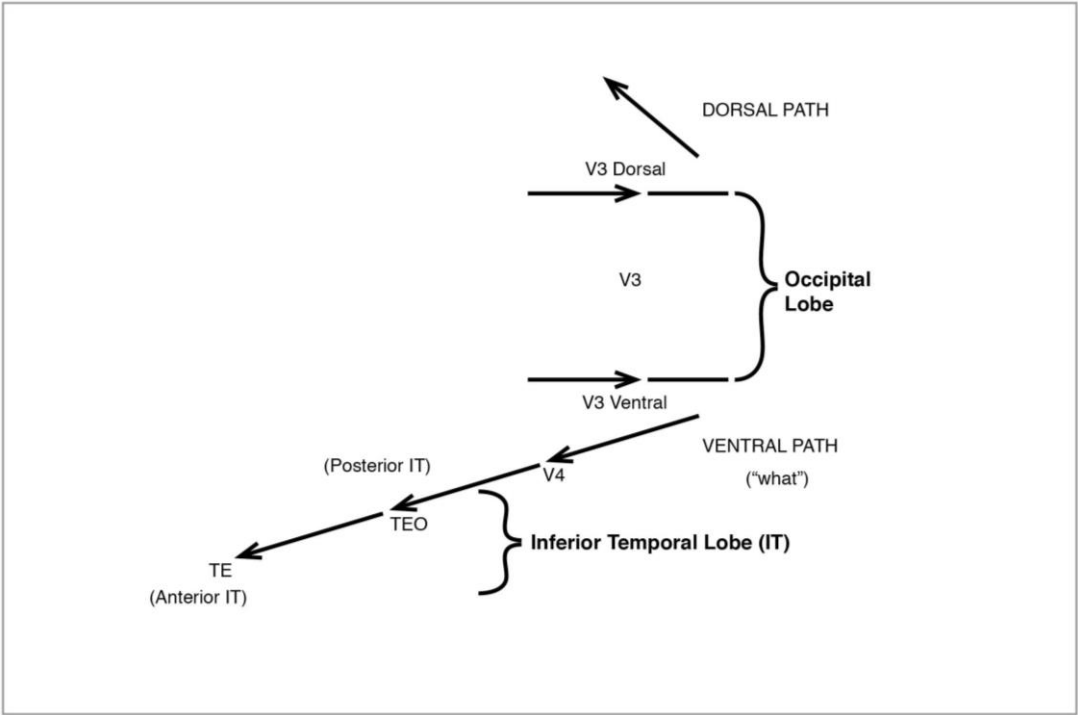 DORSAL PATH
V3 Dorsal
V3
Occipital
Lobe
V3 Ventral
VENTRAL PATH
(“what”)
(Posterior IT)
V4
TEO
Inferior Temporal Lobe (IT)
TE
(Anterior IT)